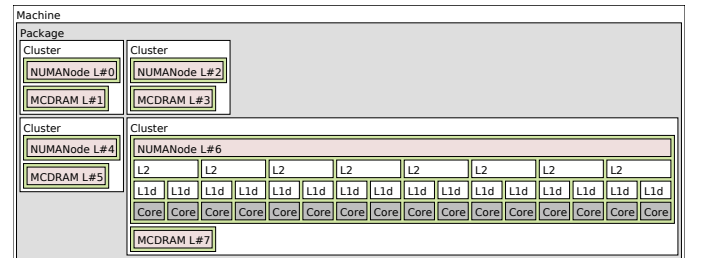 Machine
Package
Cluster
NUMANode L#0
MCDRAM L#1
Cluster
NUMANode L#2
MCDRAM L#3
Cluster
NUMANode L#4
MCDRAM L#5
Cluster
NUMANode L#6
L2 L2 L2 L2 L2 L2 L2 L2
L1d L1d L1d L1d L1d L1d L1d L1d L1d L1d L1d L1d L1d L1d L1d L1d
Core Core Core Core Core Core Core Core Core Core Core Core Core Core Core Core
MCDRAM L#7